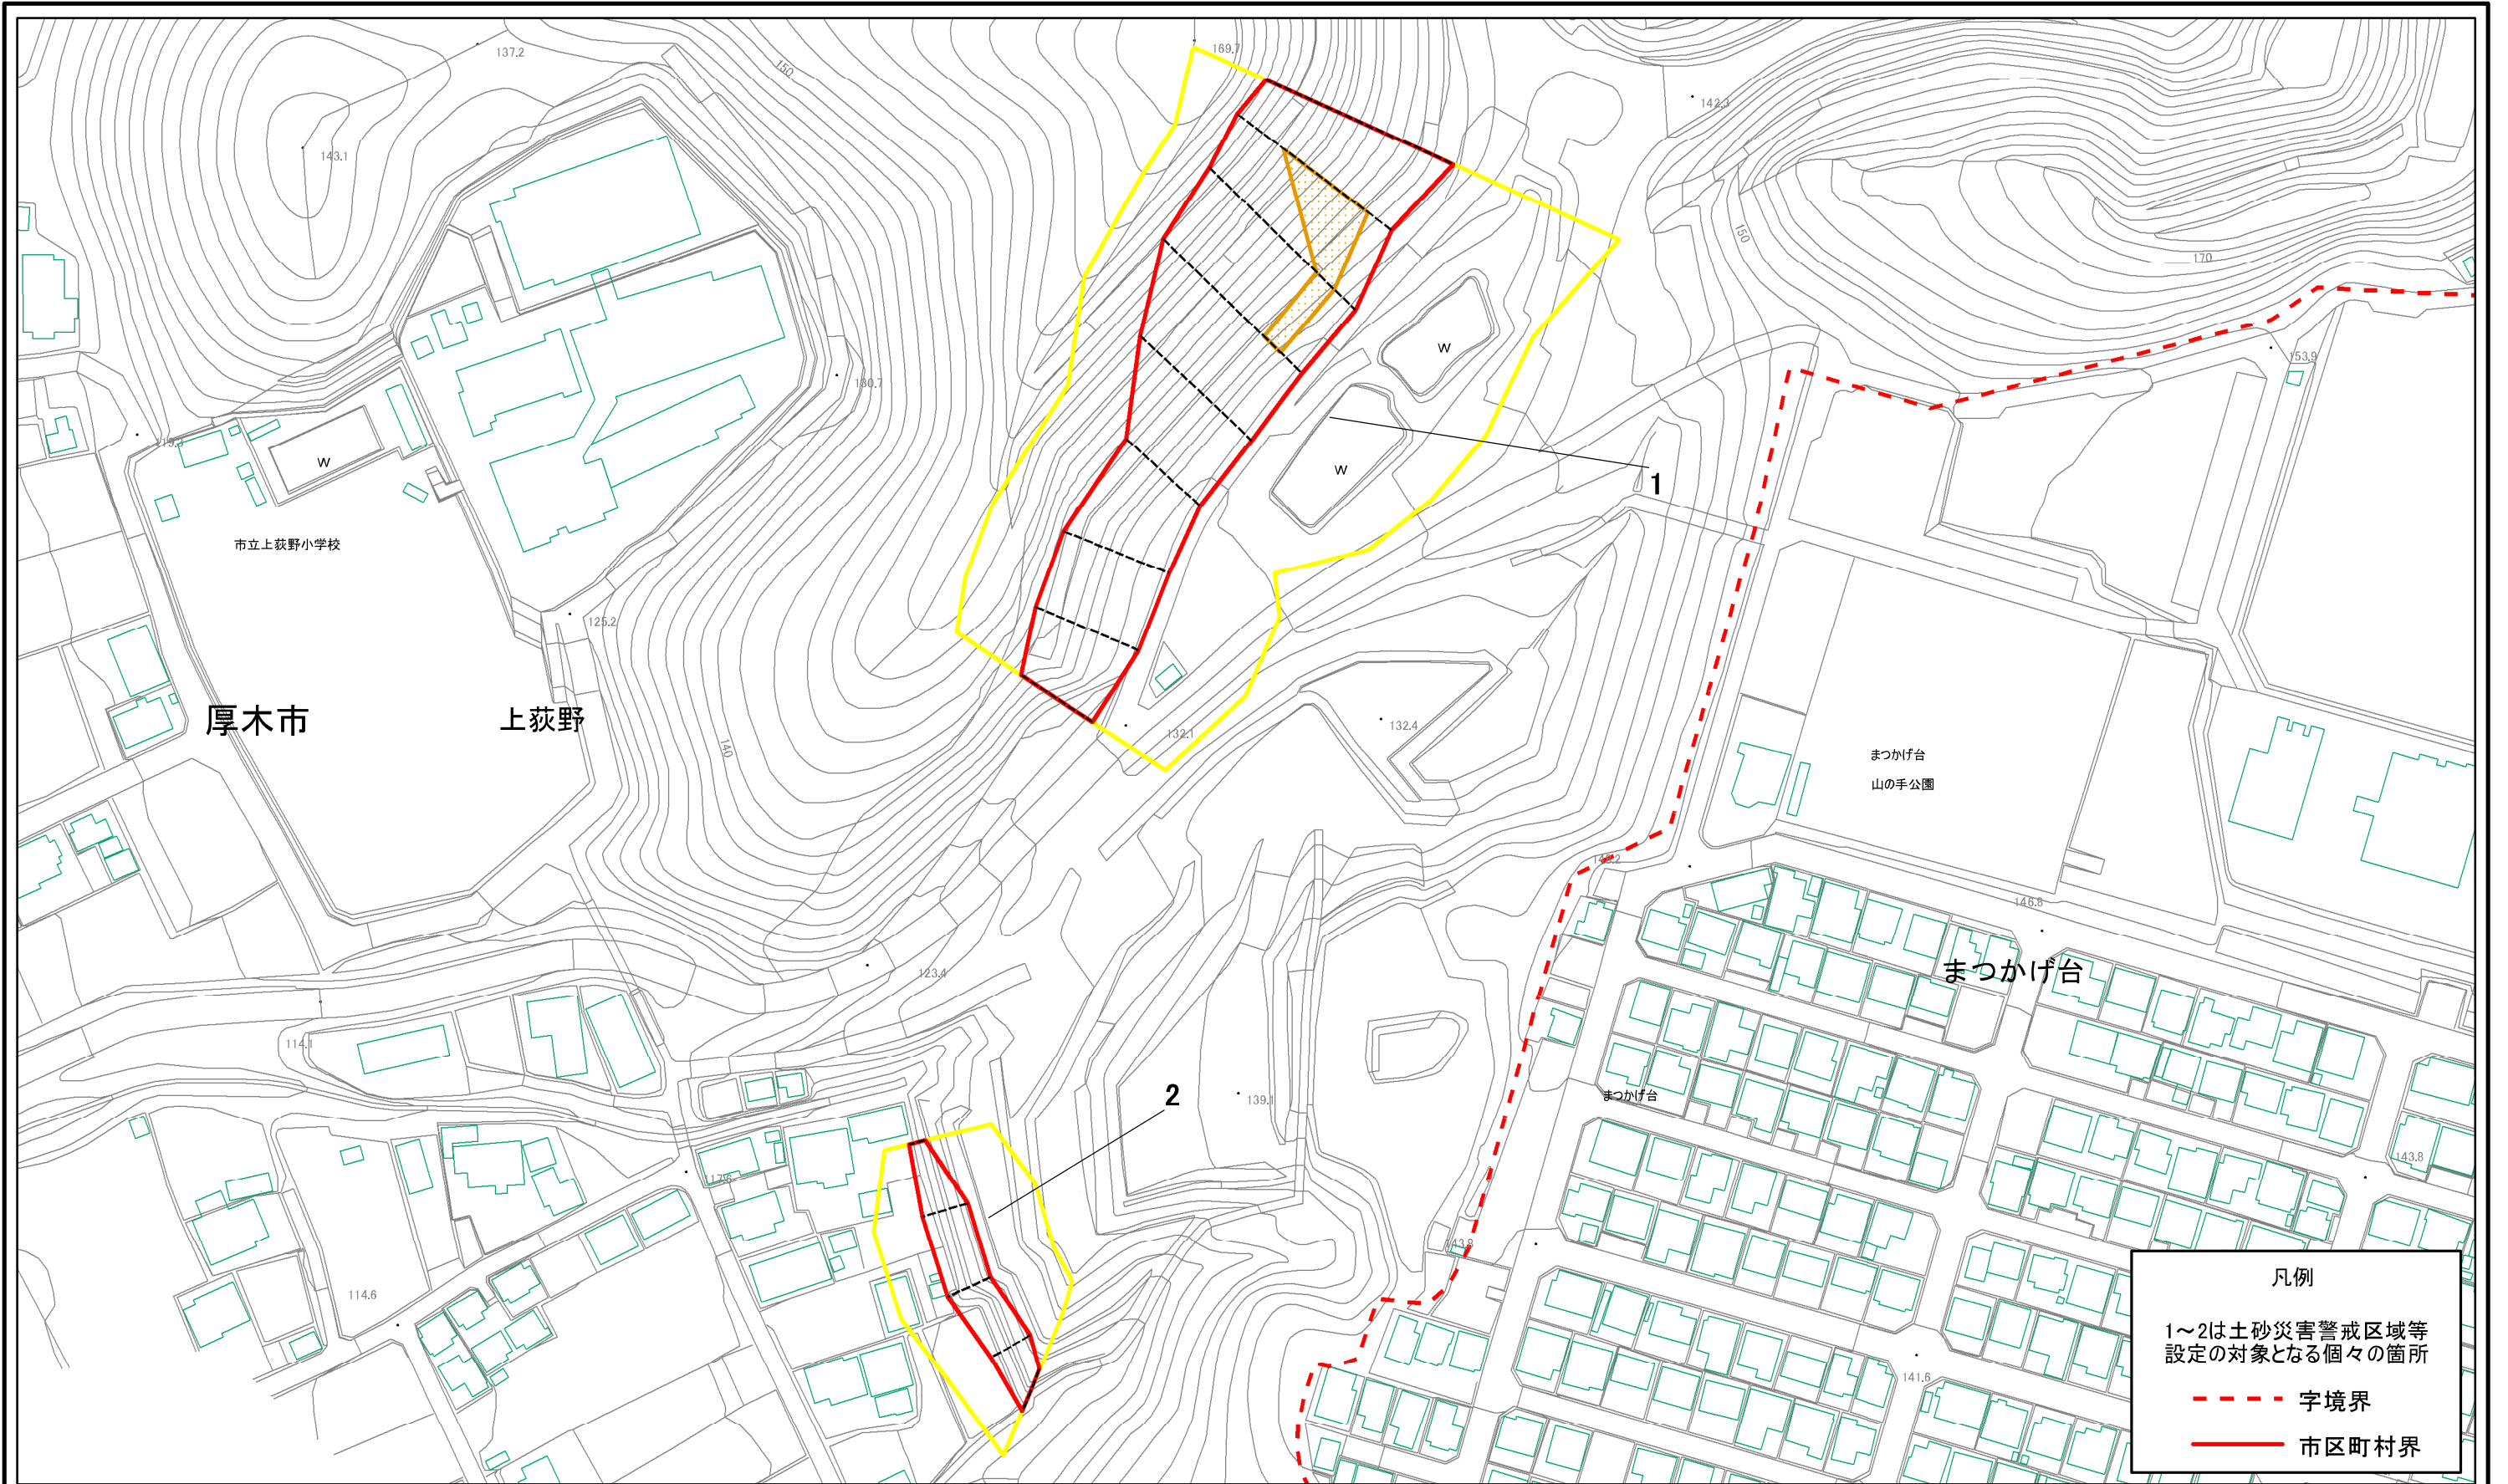 137.2
169.7
150
142.3
143.1
150
170
130.7
153.9
W
W
W
W
1
市立上荻野小学校
125.2
厚木市
上荻野
140
132.1
132.4
まつかげ台
山の手公園
146.8
まつかげ台
123.4
114.1
2
139.1
まつかげ台
143.8
143.8
114.6
141.6
凡例
1～2は土砂災害警戒区域等
設定の対象となる個々の箇所
字境界
市区町村界